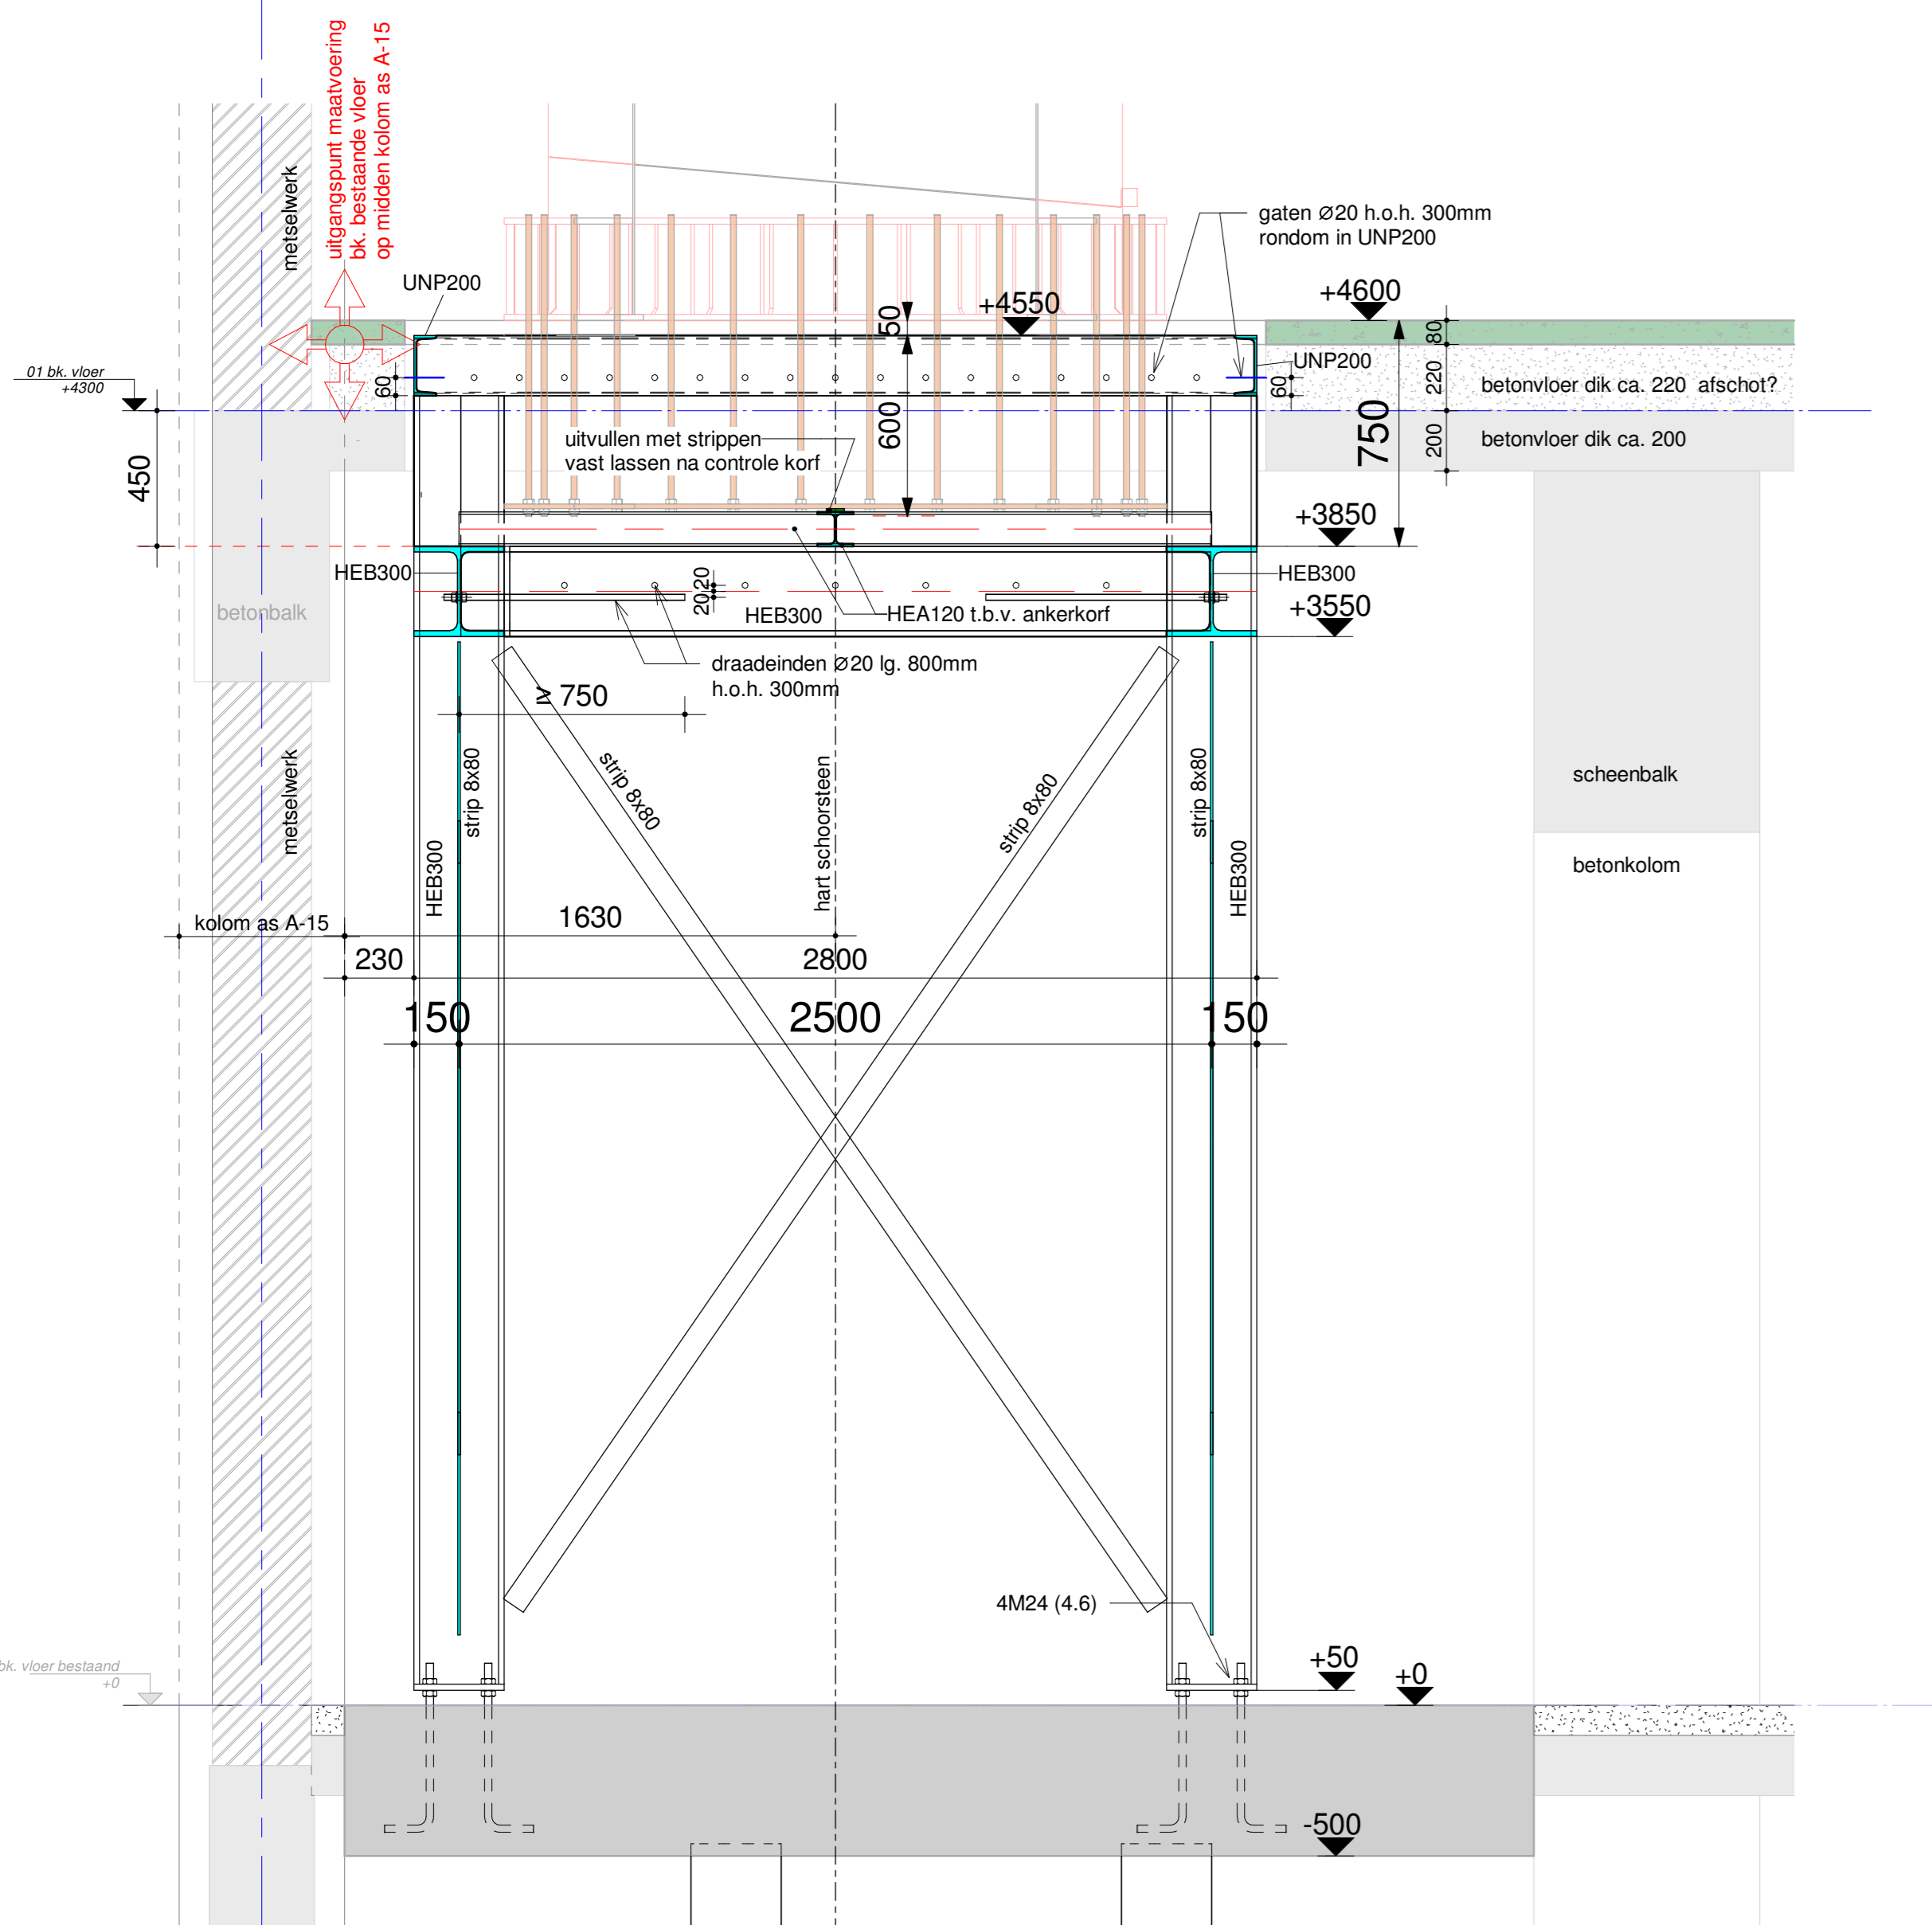 uitgangspunt maatvoering
bk. bestaande vloer
op midden kolom as A-15
metselwerk
UNP200
gaten Ø20 h.o.h. 300mm
rondom in UNP200
+4550
+4600
50
80
UNP200
01 bk. vloer
+4300
60
60
220
betonvloer dik ca. 220 afschot?
600
750
uitvullen met strippen
vast lassen na controle korf
200
betonvloer dik ca. 200
450
+3850
HEB300
HEB300
2020
betonbalk
HEB300
HEA120 t.b.v. ankerkorf
+3550
draadeinden Ø20 lg. 800mm
h.o.h. 300mm
≥ 750
metselwerk
strip 8x80
strip 8x80
hart schoorsteen
strip 8x80
strip 8x80
scheenbalk
HEB300
HEB300
betonkolom
kolom as A-15
1630
230
2800
150
2500
150
4M24 (4.6)
bk. vloer bestaand
+0
+50
+0
-500